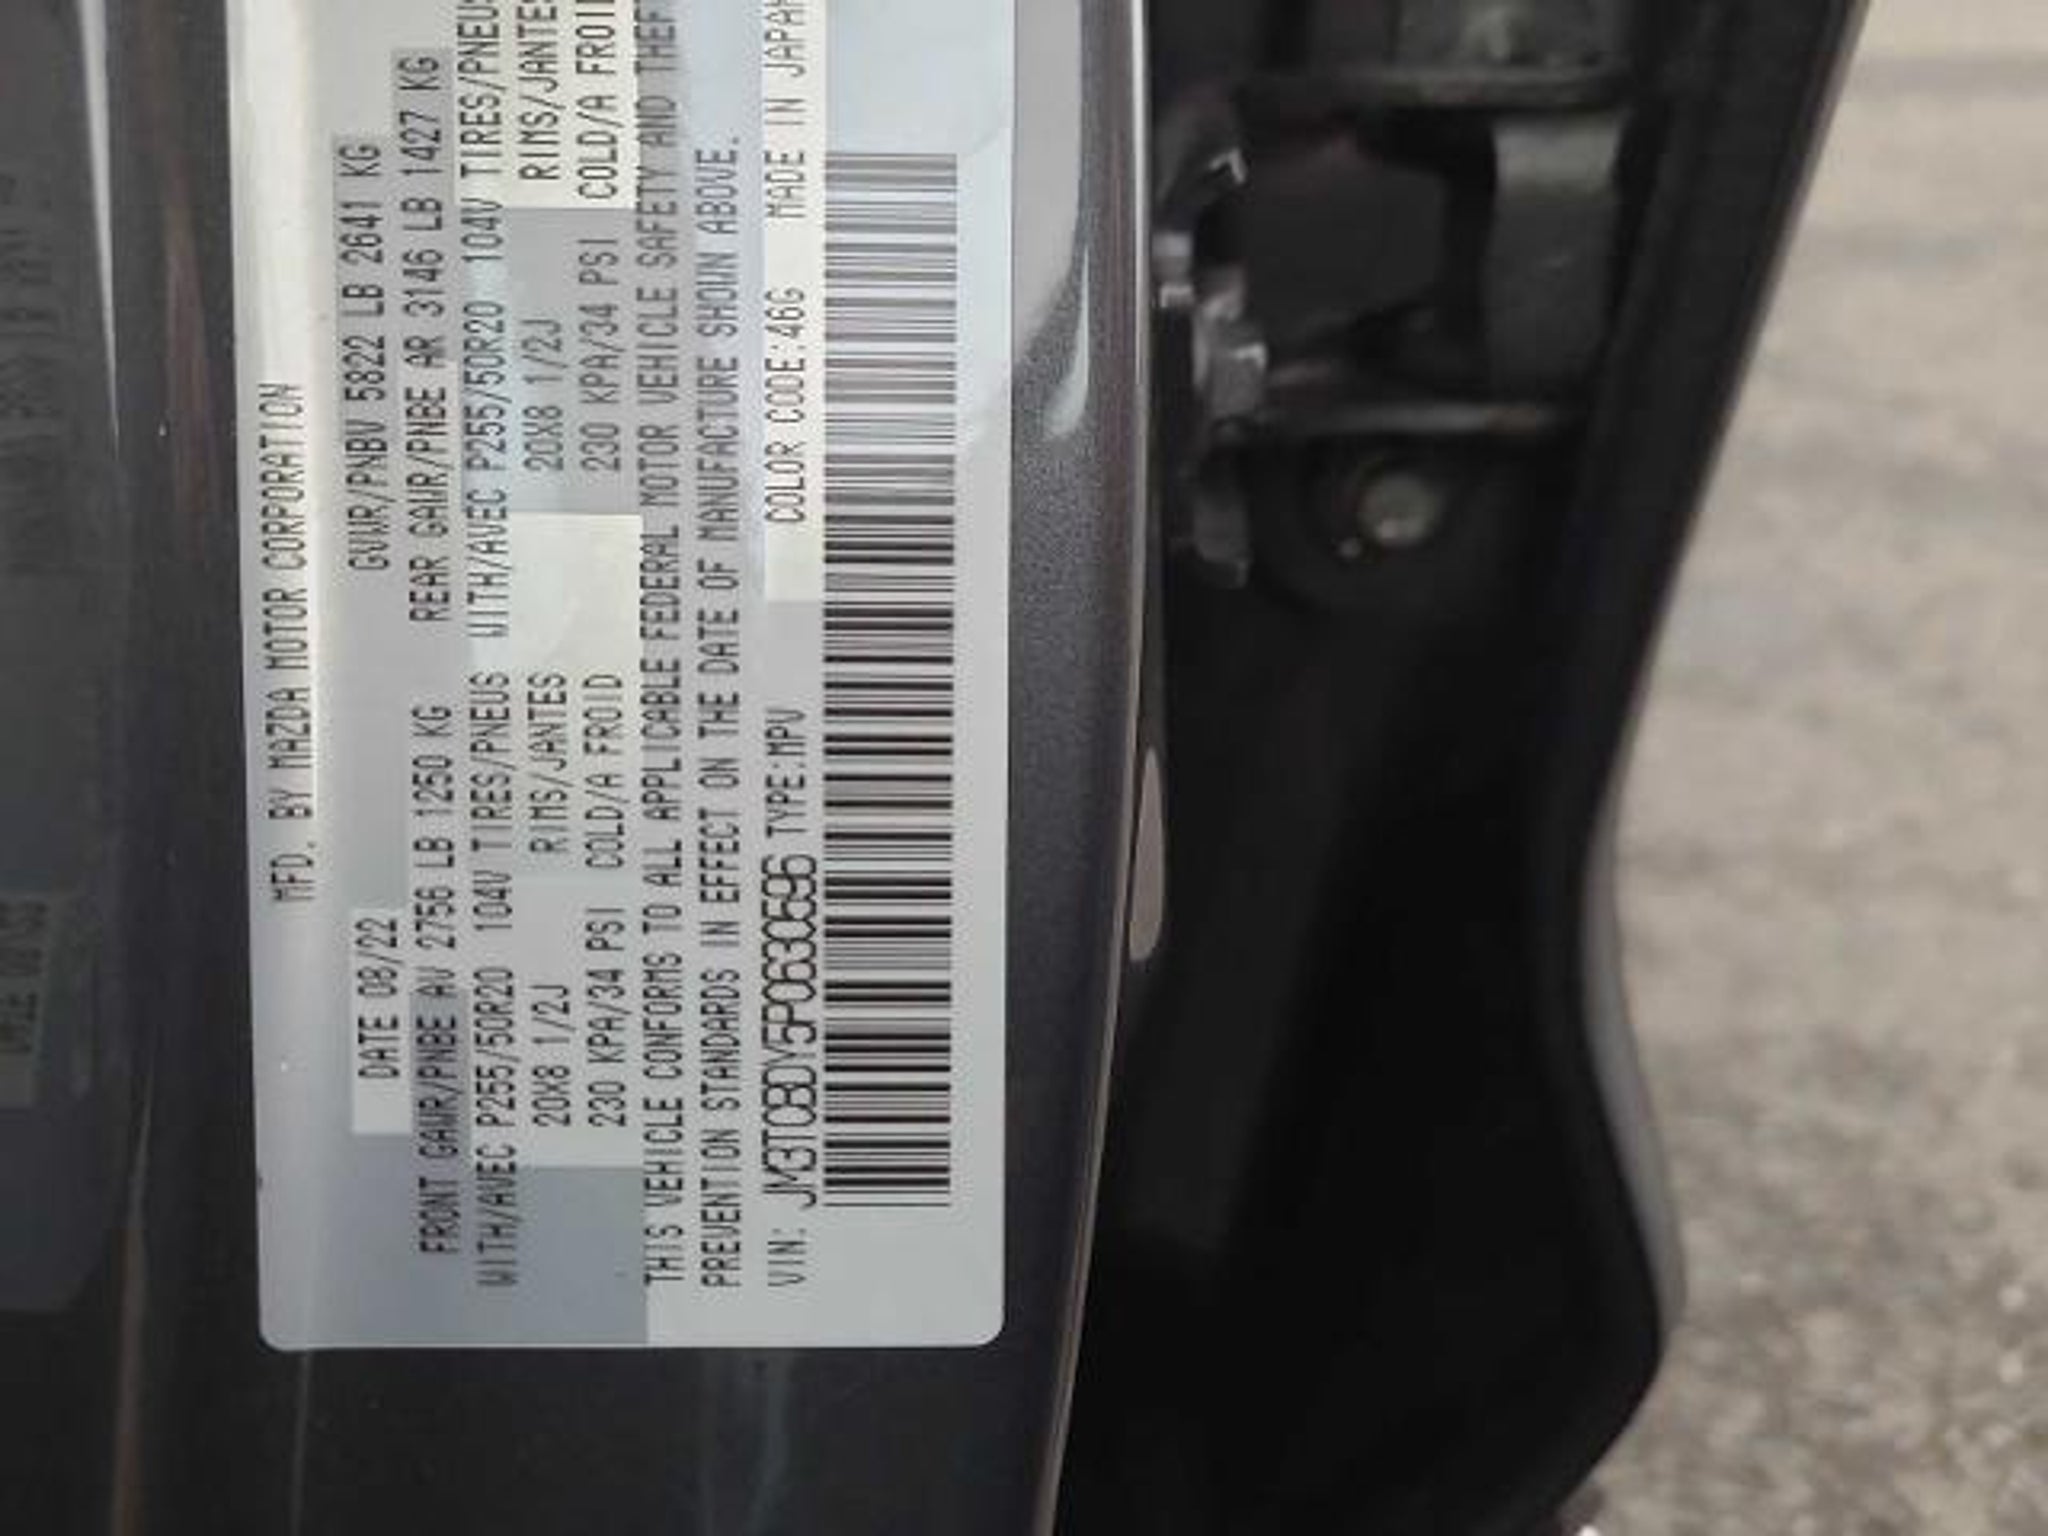 MFD. BY MAZDA MOTOR CORPORATION
DATE 08/22 GVWR/PNBV 5822 LB 2641 KG
FRONT GAWR/PNBE AV 2756 LB 1250 KG REAR GAWR/PNBE AR 3146 LB 1427 KG
WITH/AVEC P255/50R20 104V TIRES/PNEUS WITH/AVEC P255/50R20 104V TIRES/PNEUS
20X8 1/2J RIMS/JANTES 20X8 1/2J RIMS/JANTES
230 KPA/34 PSI COLD/A FROID 230 KPA/34 PSI COLD/A FROID
THIS VEHICLE CONFORMS TO ALL APPLICABLE FEDERAL MOTOR VEHICLE SAFETY AND THEF
PREVENTION STANDARDS IN EFFECT ON THE DATE OF MANUFACTURE SHOWN ABOVE.
VIN: JM3TCBDY5P0630596 TYPE:MPV COLOR CODE:46G MADE IN JAPAN